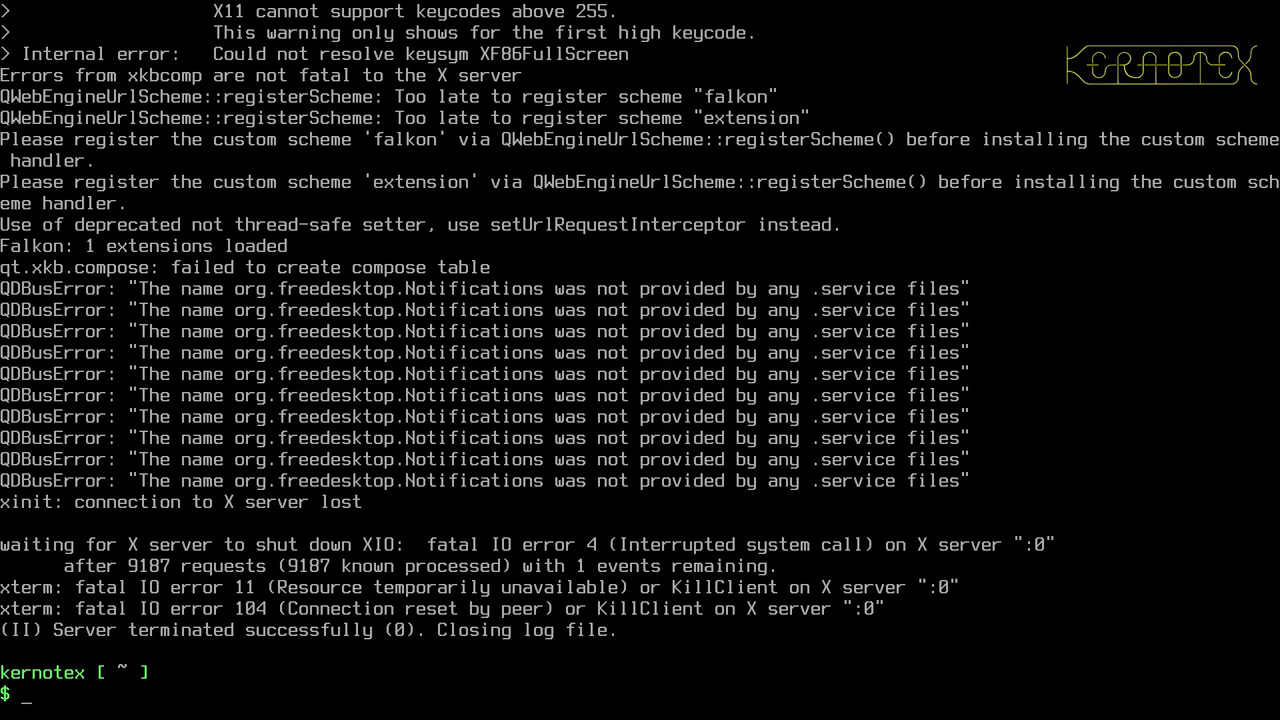 >                   X11 cannot support keycodes above 255.
>                   This warning only shows for the first high keycode.
> Internal error:   Could not resolve keysym XF86FullScreen
Errors from xkbcomp are not fatal to the X server
QWebEngineUrlScheme::registerScheme: Too late to register scheme "falkon"
QWebEngineUrlScheme::registerScheme: Too late to register scheme "extension"
Please register the custom scheme 'falkon' via QWebEngineUrlScheme::registerScheme() before installing the custom scheme
 handler.
Please register the custom scheme 'extension' via QWebEngineUrlScheme::registerScheme() before installing the custom sch
eme handler.
Use of deprecated not thread-safe setter, use setUrlRequestInterceptor instead.
Falkon: 1 extensions loaded
qt.xkb.compose: failed to create compose table
QDBusError: "The name org.freedesktop.Notifications was not provided by any .service files"
QDBusError: "The name org.freedesktop.Notifications was not provided by any .service files"
QDBusError: "The name org.freedesktop.Notifications was not provided by any .service files"
QDBusError: "The name org.freedesktop.Notifications was not provided by any .service files"
QDBusError: "The name org.freedesktop.Notifications was not provided by any .service files"
QDBusError: "The name org.freedesktop.Notifications was not provided by any .service files"
QDBusError: "The name org.freedesktop.Notifications was not provided by any .service files"
QDBusError: "The name org.freedesktop.Notifications was not provided by any .service files"
QDBusError: "The name org.freedesktop.Notifications was not provided by any .service files"
QDBusError: "The name org.freedesktop.Notifications was not provided by any .service files"
xinit: connection to X server lost

waiting for X server to shut down XIO:  fatal IO error 4 (Interrupted system call) on X server ":0"
      after 9187 requests (9187 known processed) with 1 events remaining.
xterm: fatal IO error 11 (Resource temporarily unavailable) or KillClient on X server ":0"
xterm: fatal IO error 104 (Connection reset by peer) or KillClient on X server ":0"
(II) Server terminated successfully (0). Closing log file.

kernotex [ ~ ]
$ _
KERNOTEX